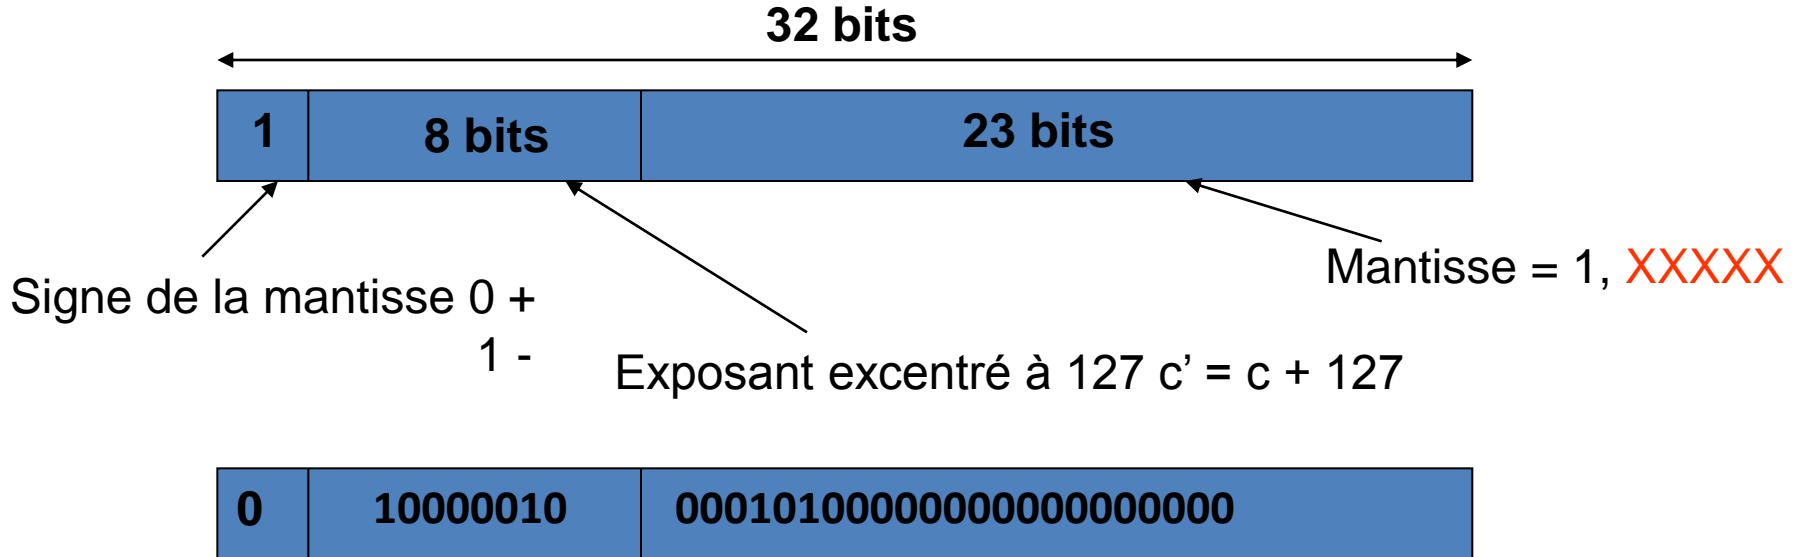 32 bits
1 8 bits 23 bits
Mantisse = 1, XXXXX
Signe de la mantisse 0 +
1 -
Exposant excentré à 127 c’ = c + 127
0 10000010 00010100000000000000000